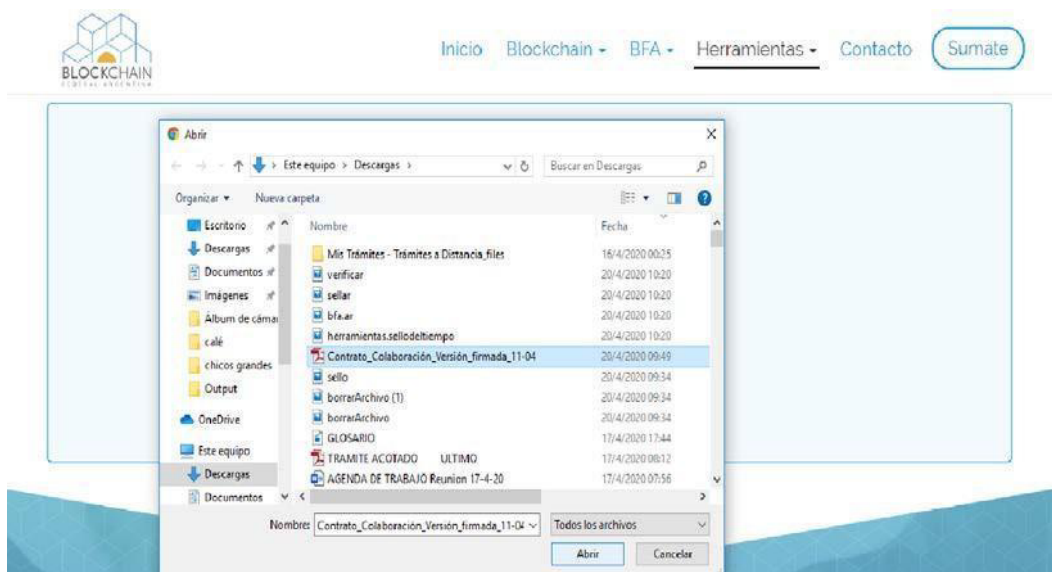 BLOCKCHAIN
FEDERAL ARGENTINA
Inicio Blockchain BFA Herramientas Contacto Sumate
Abrir
Este equipo > Descargas >
Buscar en Descargas
Organizar
Nueva carpeta
Escritorio
Descargas
Documentos
Imágenes
Álbum de cámar
calé
chicos grandes
Output
OneDrive
Este equipo
Descargas
Documentos
Nombre Fecha
Mis Trámites - Trámites a Distancia_files 16/4/2020 00:25
verificar 20/4/2020 10:20
sellar 20/4/2020 10:20
bfa.ar 20/4/2020 10:20
herramientas.sellodeltiempo 20/4/2020 10:20
Contrato_Colaboración_Versión_firmada_11-04 20/4/2020 09:49
sello 20/4/2020 09:34
borrarArchivo (1) 20/4/2020 09:34
borrarArchivo 20/4/2020 09:34
GLOSARIO 17/4/2020 17:44
TRAMITE ACOTADO ULTIMO 17/4/2020 08:12
AGENDA DE TRABAJO Reunion 17-4-20 17/4/2020 07:56
Nombre: Contrato_Colaboración_Versión_firmada_11-04
Todos los archivos
Abrir Cancelar